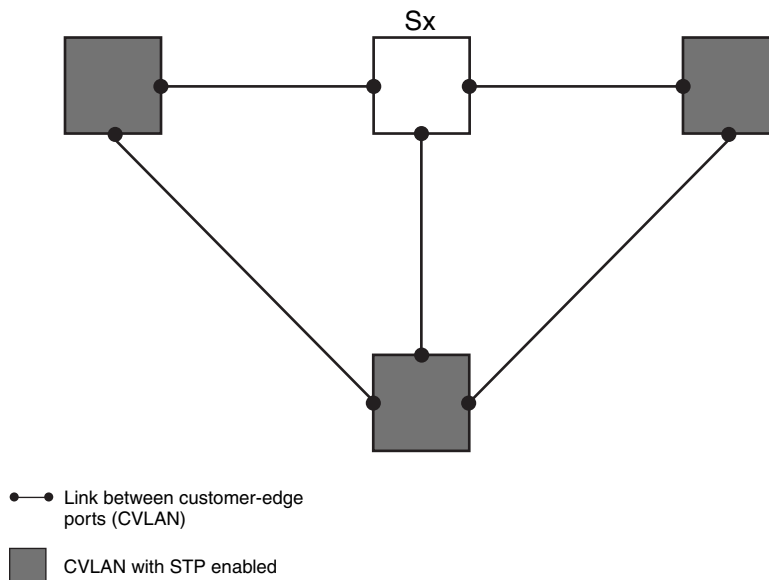 Sx
Link between customer-edge
ports (CVLAN)
CVLAN with STP enabled